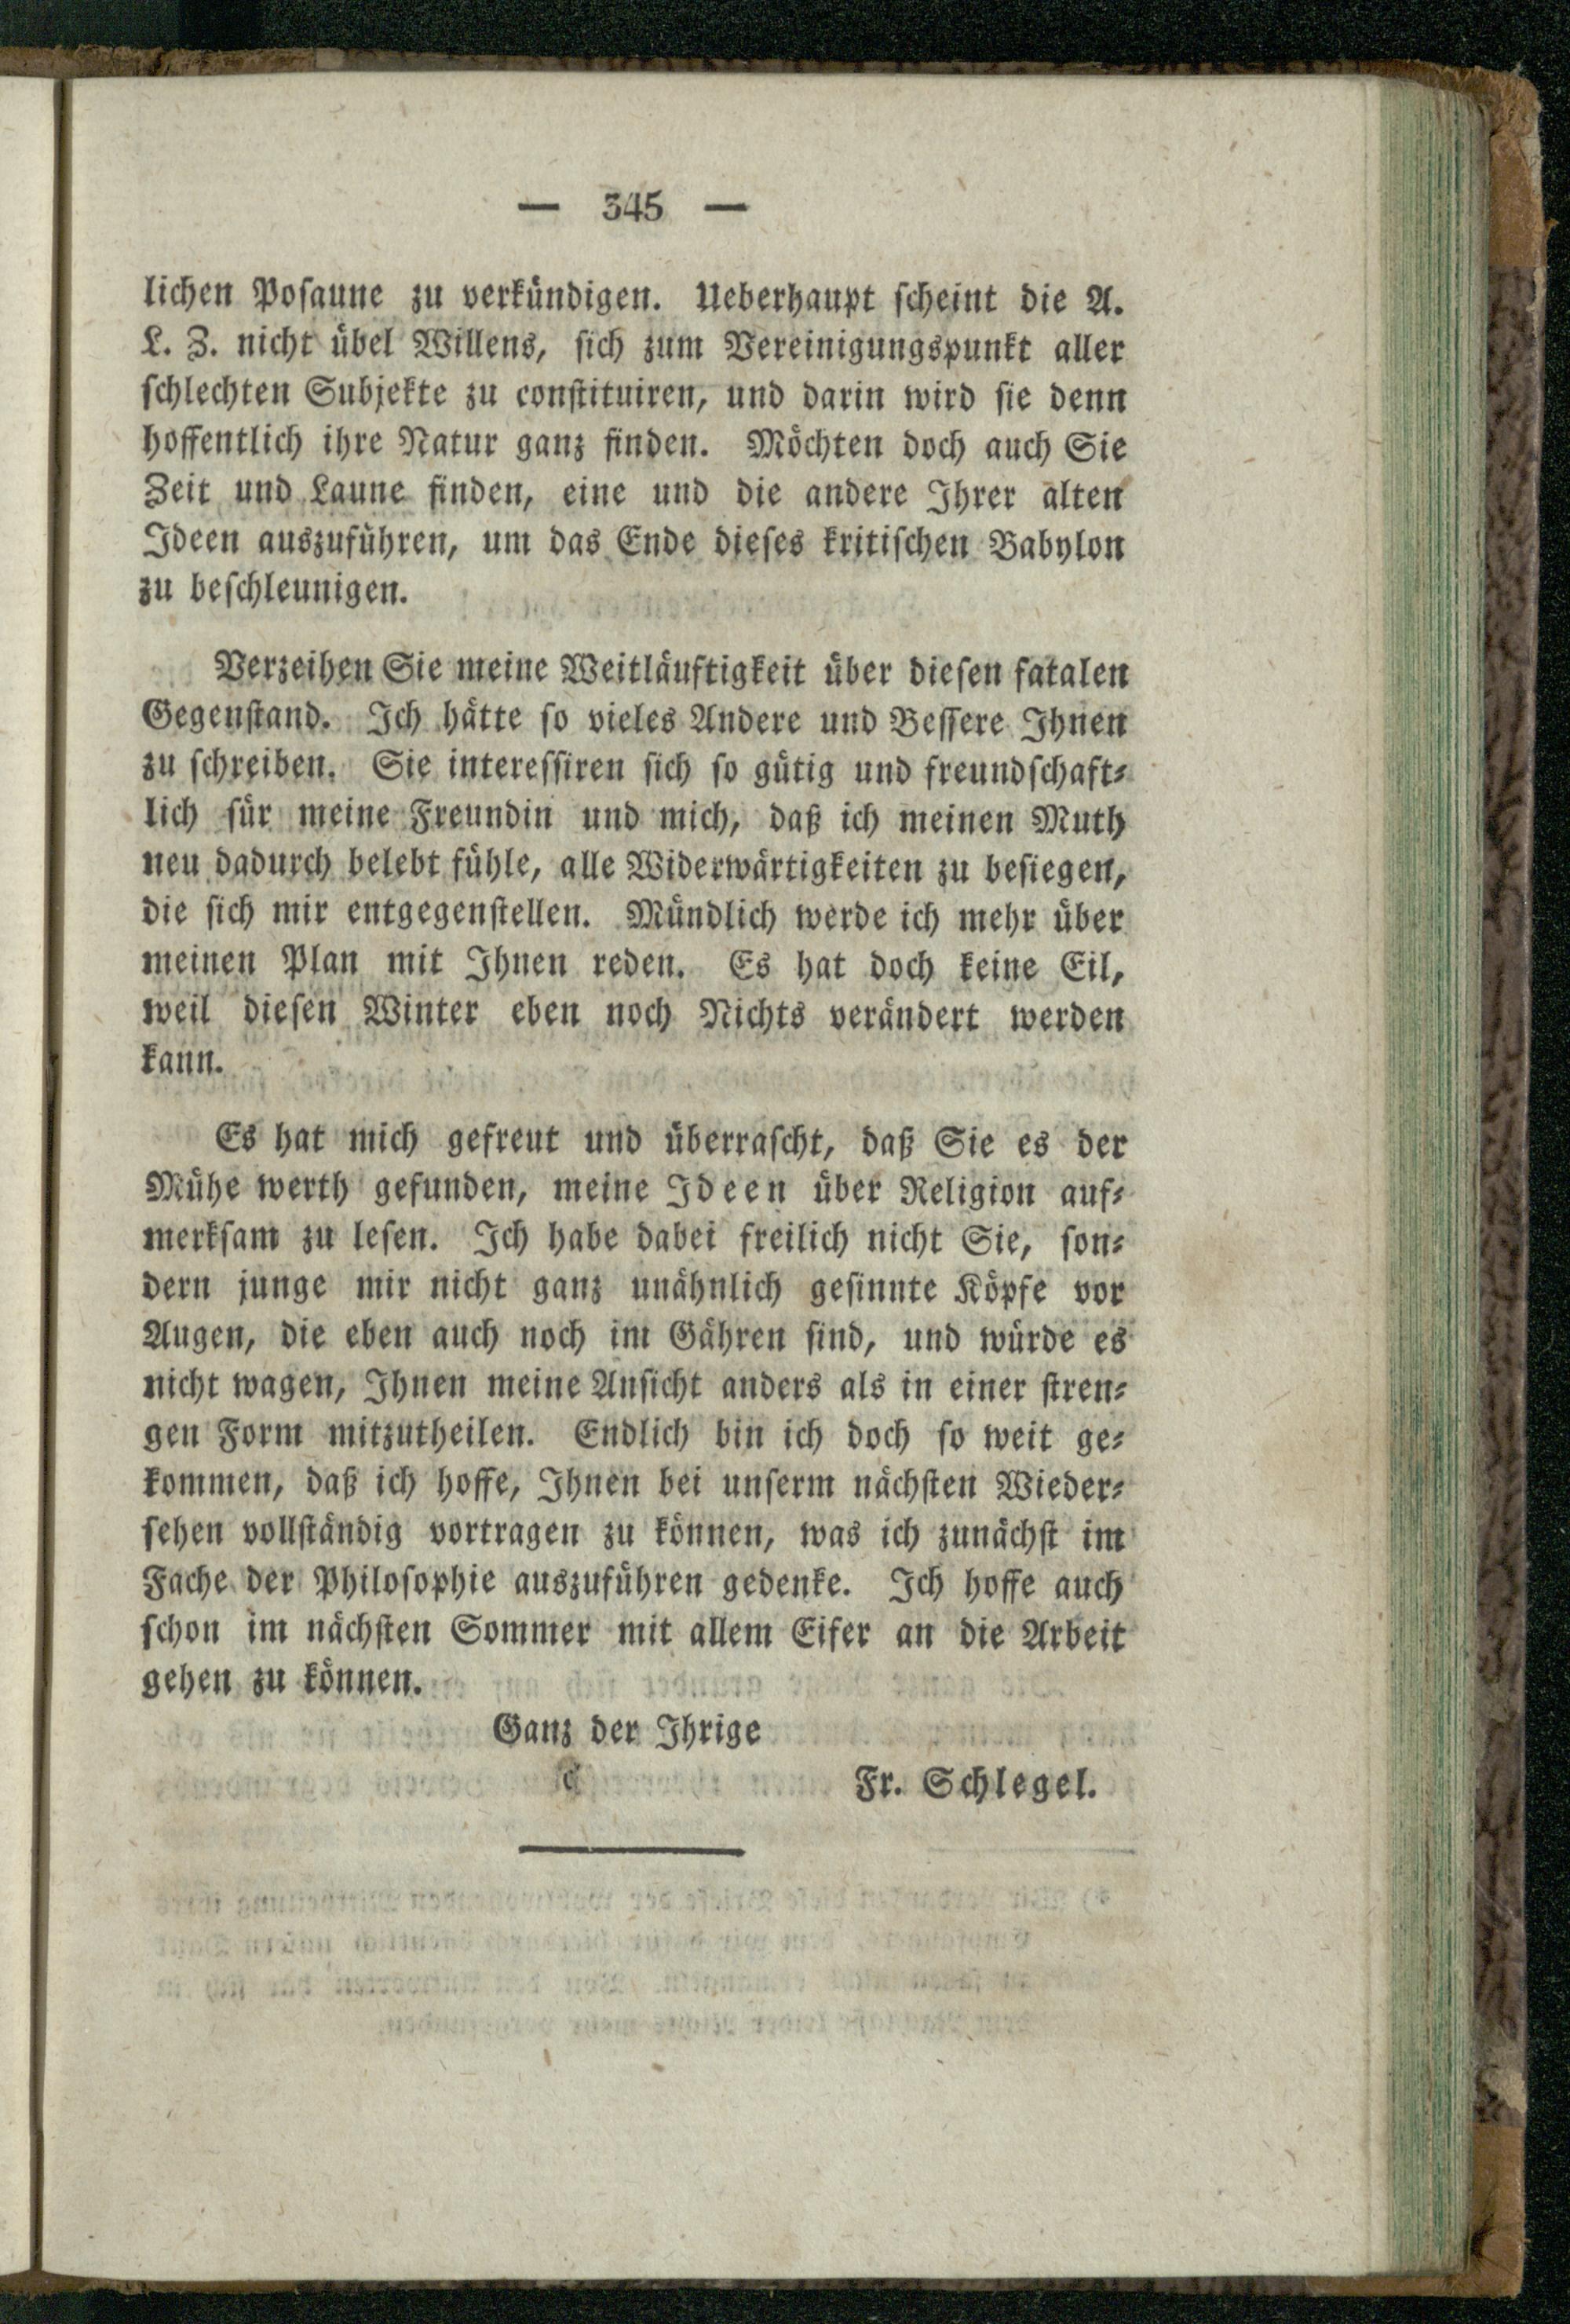 — 345 —
lichen Posaune zu verkündigen. Ueberhaupt scheint die A.
L. Z. nicht übel Willens, sich zum Vereinigungspunkt aller
schlechten Subjekte zu constituiren, und darin wird sie denn
hoffentlich ihre Natur ganz finden. Möchten doch auch Sie
Zeit und Laune finden, eine und die andere Ihrer alten
Ideen auszuführen, um das Ende dieses kritischen Babylon
zu beschleunigen.
Verzeihen Sie meine Weitläuftigkeit über diesen fatalen
Gegenstand. Ich hätte so vieles Andere und Bessere Ihnen
zu schreiben. Sie interessiren sich so gütig und freundschaft-
lich für meine Freundin und mich, daß ich meinen Muth
neu dadurch belebt fühle, alle Widerwärtigkeiten zu besiegen,
die sich mir entgegenstellen. Mündlich werde ich mehr über
meinen Plan mit Ihnen reden. Es hat doch keine Eil,
weil diesen Winter eben noch Nichts verändert werden
kann.
Es hat mich gefreut und überrascht, daß Sie es der
Mühe werth gefunden, meine Ideen über Religion auf-
merksam zu lesen. Ich habe dabei freilich nicht Sie, son-
dern junge mir nicht ganz unähnlich gesinnte Köpfe vor
Augen, die eben auch noch im Gähren sind, und würde es
nicht wagen, Ihnen meine Ansicht anders als in einer stren-
gen Form mitzutheilen. Endlich bin ich doch so weit ge-
kommen, daß ich hoffe, Ihnen bei unserm nächsten Wieder-
sehen vollständig vortragen zu können, was ich zunächst im
Fache der Philosophie auszuführen gedenke. Ich hoffe auch
schon im nächsten Sommer mit allem Eifer an die Arbeit
gehen zu können.
Ganz der Ihrige
Fr. Schlegel.